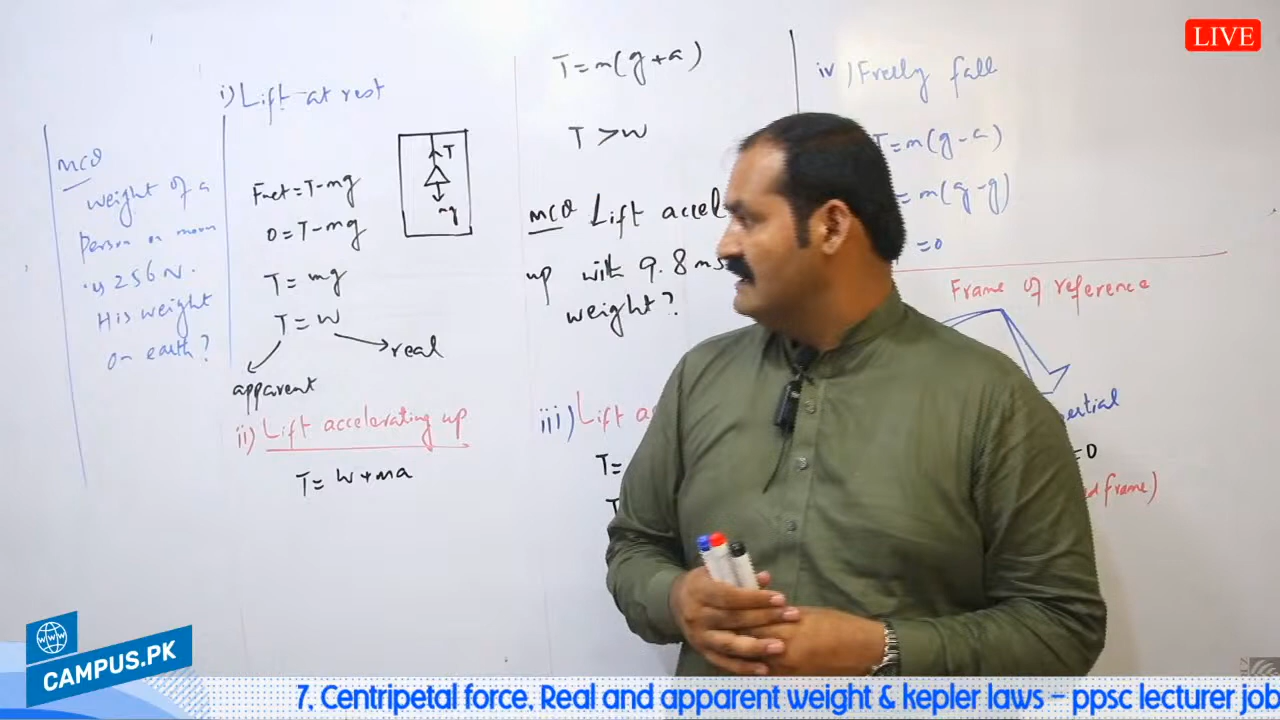 MCQ
weight of a
person on moon
is 256 N.
His weight
on earth?
i) Lift at rest
Fnet = T-mg
0 = T-mg
T = mg
T = W
real
apparent
T
mg
ii) Lift accelerating up
T = W+ma
T = m(g+a)
T > W
MCQ Lift accel
up with 9.8 ms
weight?
iii) Lift a
T=
T
iv) Freely fall
T = m(g-a)
= m(g-g)
=0
Frame of reference
ertial
=0
ed frame)
LIVE
WWW
CAMPUS.PK
7, Centripetal force, Real and apparent weight & kepler laws – ppsc lecturer job